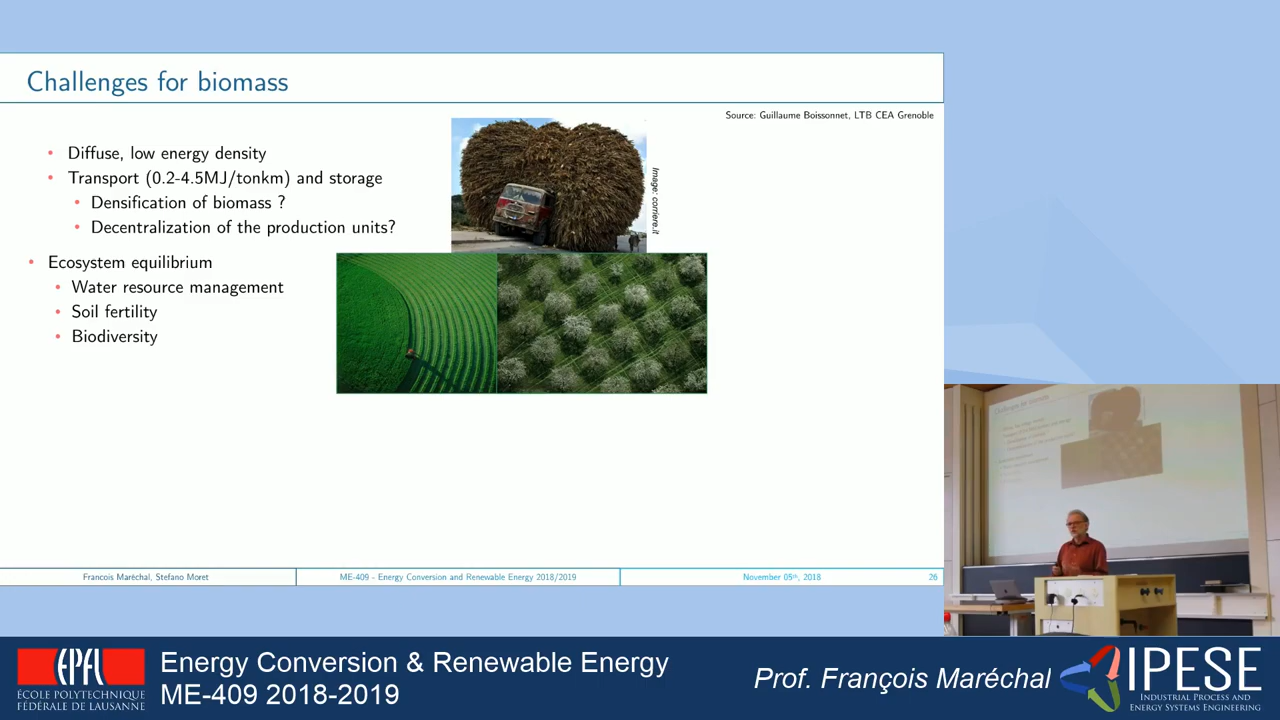 Challenges for biomass
Source: Guillaume Boissonnet, LTB CEA Grenoble
• Diffuse, low energy density
• Transport (0.2-4.5MJ/tonkm) and storage
• Densification of biomass ?
• Decentralization of the production units?
Image: corriere.it
• Ecosystem equilibrium
• Water resource management
• Soil fertility
• Biodiversity
Francois Maréchal, Stefano Moret
ME-409 - Energy Conversion and Renewable Energy 2018/2019
November 05th, 2018
26
EPFL
ÉCOLE POLYTECHNIQUE
FÉDÉRALE DE LAUSANNE
Energy Conversion & Renewable Energy
ME-409 2018-2019
Prof. François Maréchal
IPESE
INDUSTRIAL PROCESS AND
ENERGY SYSTEMS ENGINEERING